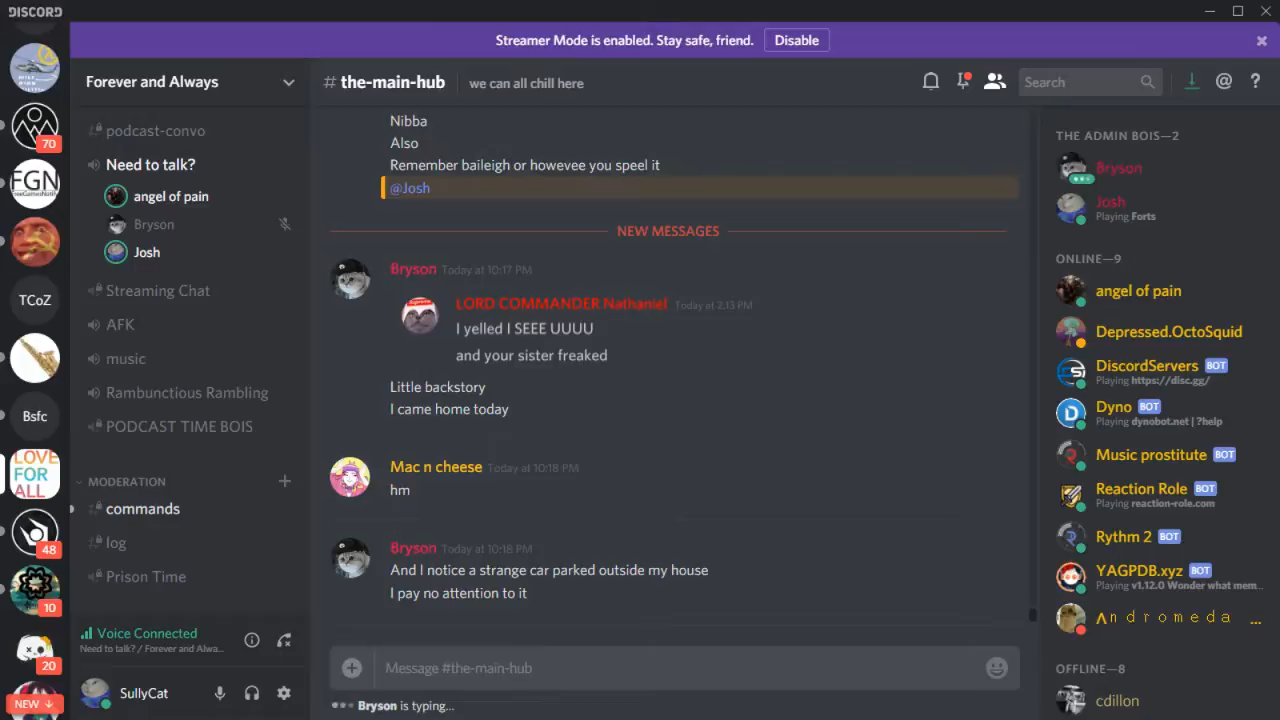 DISCORD
Streamer Mode is enabled. Stay safe, friend. Disable
Forever and Always
# the-main-hub we can all chill here
Search
70
FGN
TCoZ
Bsfc
LOVE
FOR
ALL
48
10
20
NEW
podcast-convo
Need to talk?
angel of pain
Bryson
Josh
Streaming Chat
AFK
music
Rambunctious Rambling
PODCAST TIME BOIS
MODERATION
commands
log
Prison Time
Voice Connected
Need to talk? / Forever and Alwa...
SullyCat
Nibba
Also
Remember baileigh or howevee you speel it
@Josh
NEW MESSAGES
Bryson Today at 10:17 PM
LORD COMMANDER Nathaniel Today at 2:13 PM
I yelled I SEEE UUUU
and your sister freaked
Little backstory
I came home today
Mac n cheese Today at 10:18 PM
hm
Bryson Today at 10:18 PM
And I notice a strange car parked outside my house
I pay no attention to it
Message #the-main-hub
Bryson is typing...
THE ADMIN BOIS—2
Bryson
Josh
Playing Forts
ONLINE—9
angel of pain
Depressed.OctoSquid
DiscordServers BOT
Playing https://disc.gg/
Dyno BOT
Playing dynobot.net | ?help
Music prostitute BOT
Reaction Role BOT
Playing reaction-role.com
Rythm 2 BOT
YAGPDB.xyz BOT
Playing v1.12.0 Wonder what mem...
Λndromeda ...
OFFLINE—8
cdillon